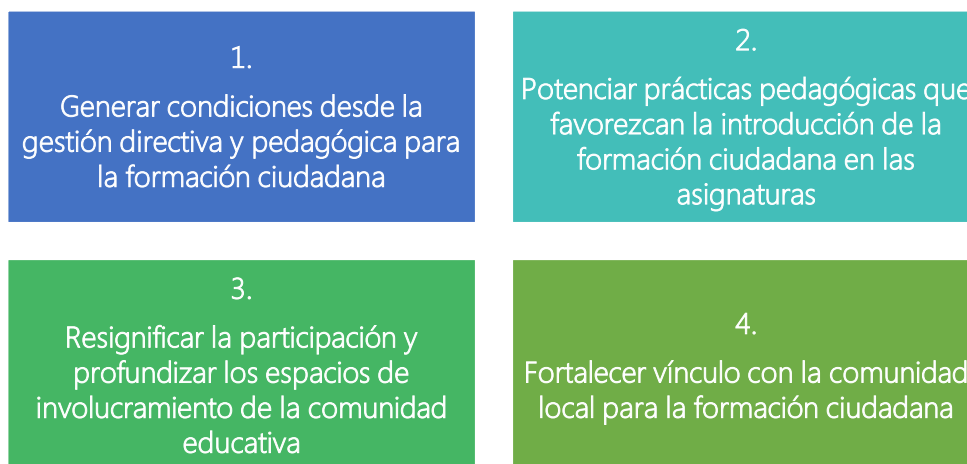 1.
Generar condiciones desde la
gestión directiva y pedagógica para
la formación ciudadana
2.
Potenciar prácticas pedagógicas que
favorezcan la introducción de la
formación ciudadana en las
asignaturas
3.
Resignificar la participación y
profundizar los espacios de
involucramiento de la comunidad
educativa
4.
Fortalecer vínculo con la comunidad
local para la formación ciudadana